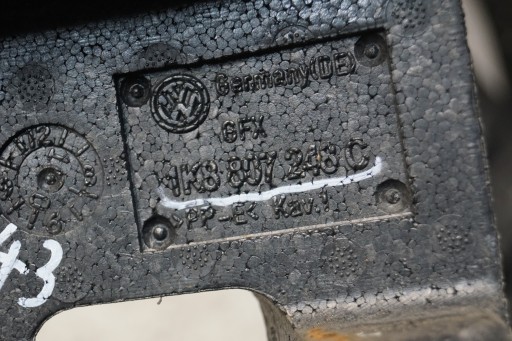 Germany(DE)
GFX
1K8 807 248 C
>PP-E< Kav.1
43